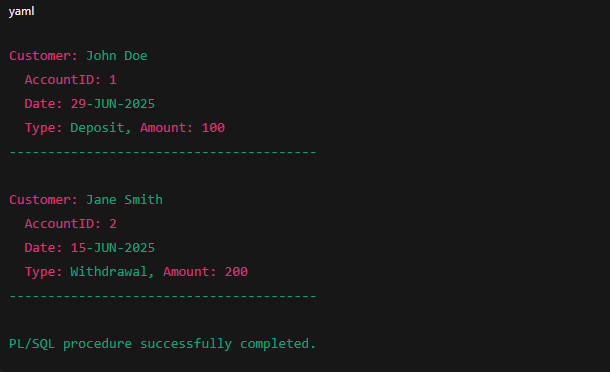 yaml
Customer: John Doe
AccountID: 1
Date: 29-JUN-2025
Type: Deposit, Amount: 100
----------------------------------------
Customer: Jane Smith
AccountID: 2
Date: 15-JUN-2025
Type: Withdrawal, Amount: 200
----------------------------------------
PL/SQL procedure successfully completed.